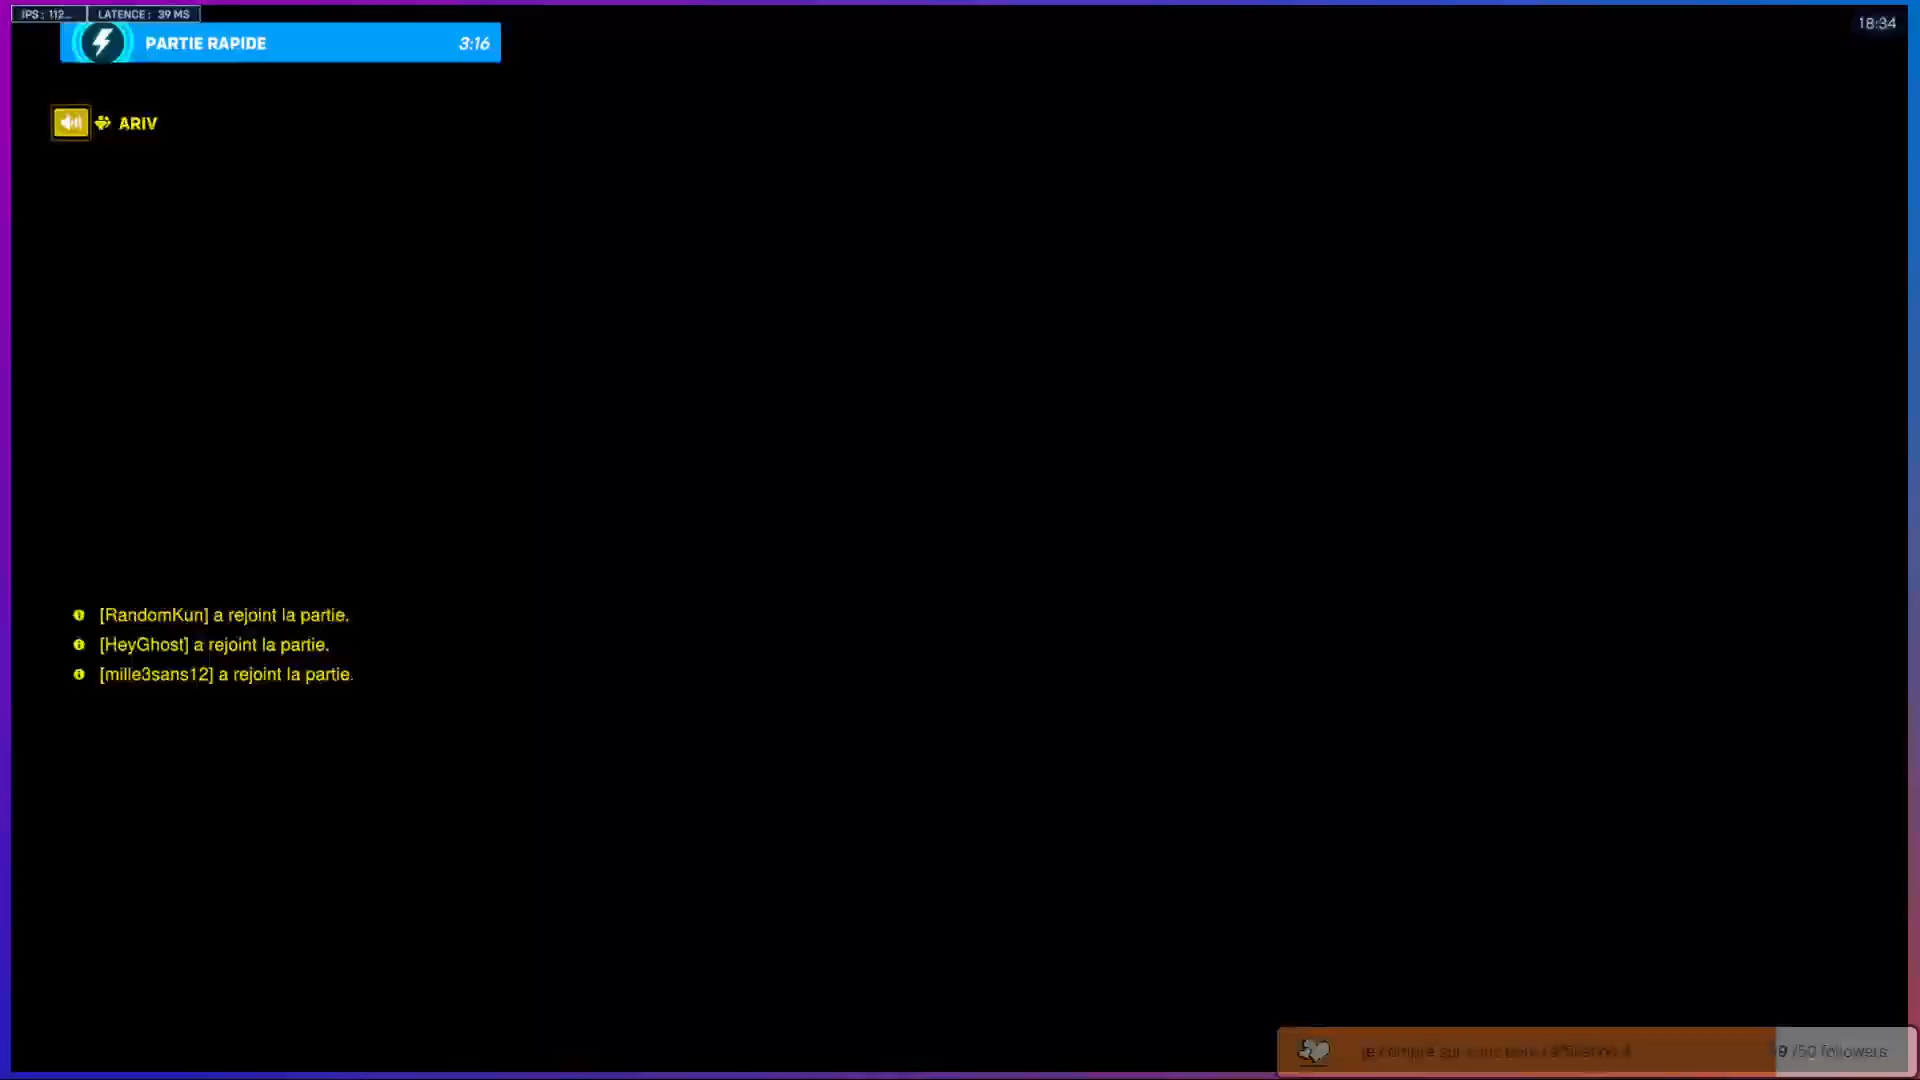 IPS : 112...
LATENCE : 39 MS
18:34
PARTIE RAPIDE
3:16
ARIV
[RandomKun] a rejoint la partie.
[HeyGhost] a rejoint la partie.
[mille3sans12] a rejoint la partie.
/50 followers